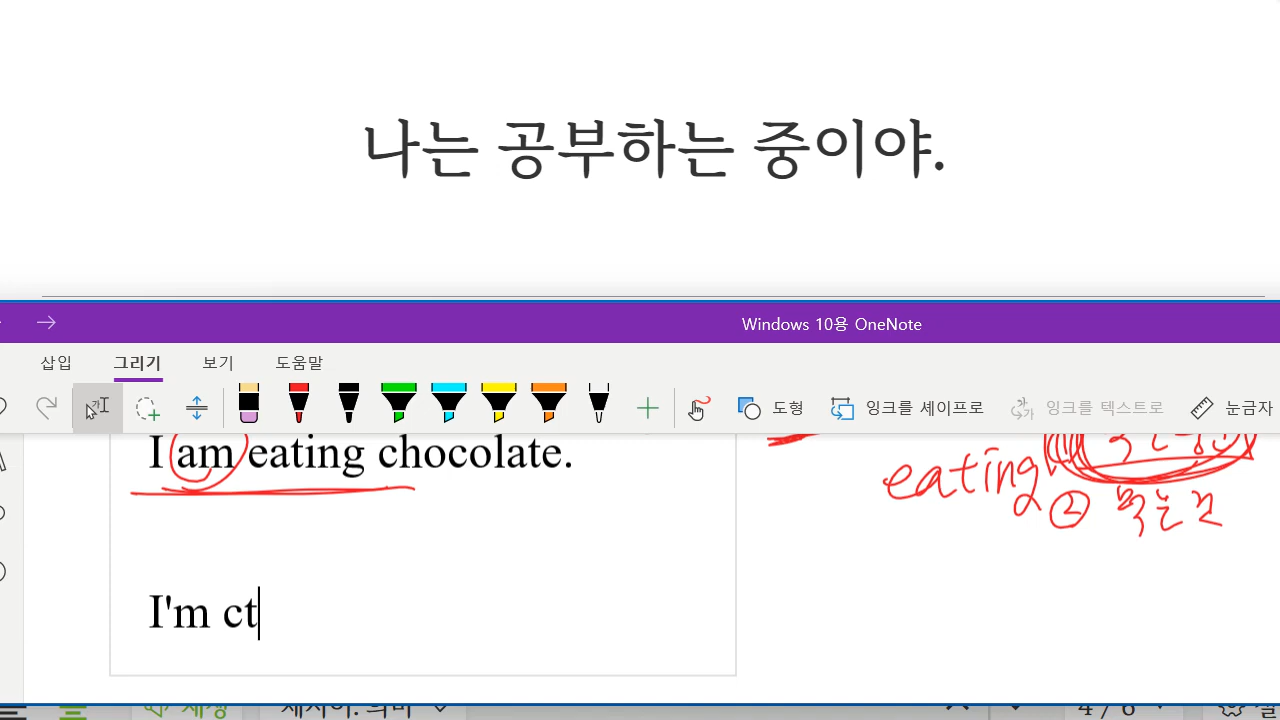 나는 공부하는 중이야.
Windows 10용 OneNote
삽입 그리기 보기 도움말
도형 잉크를 셰이프로 잉크를 텍스트로 눈금자
I am eating chocolate.
eating
② 먹는 것
I'm ct
4 / 6